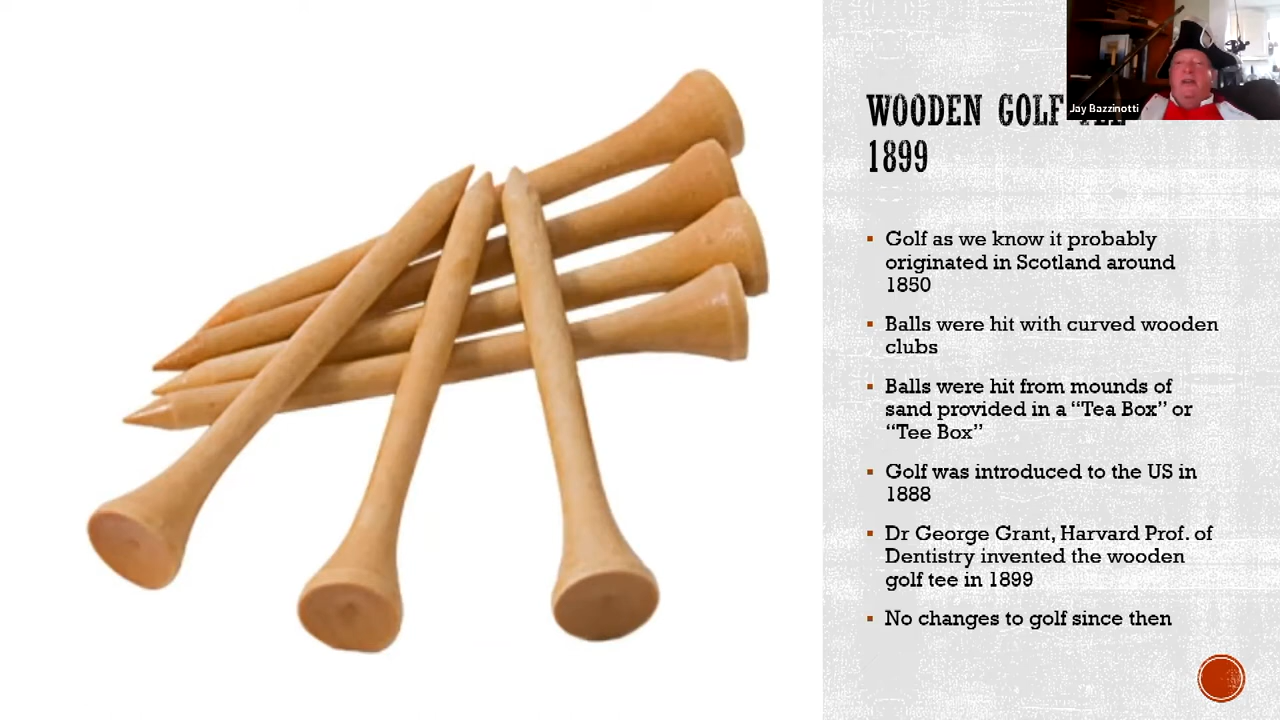 WOODEN GOLF
1899
Jay Bazzinotti
▪ Golf as we know it probably
originated in Scotland around
1850
▪ Balls were hit with curved wooden
clubs
▪ Balls were hit from mounds of
sand provided in a “Tea Box” or
“Tee Box”
▪ Golf was introduced to the US in
1888
▪ Dr George Grant, Harvard Prof. of
Dentistry invented the wooden
golf tee in 1899
▪ No changes to golf since then